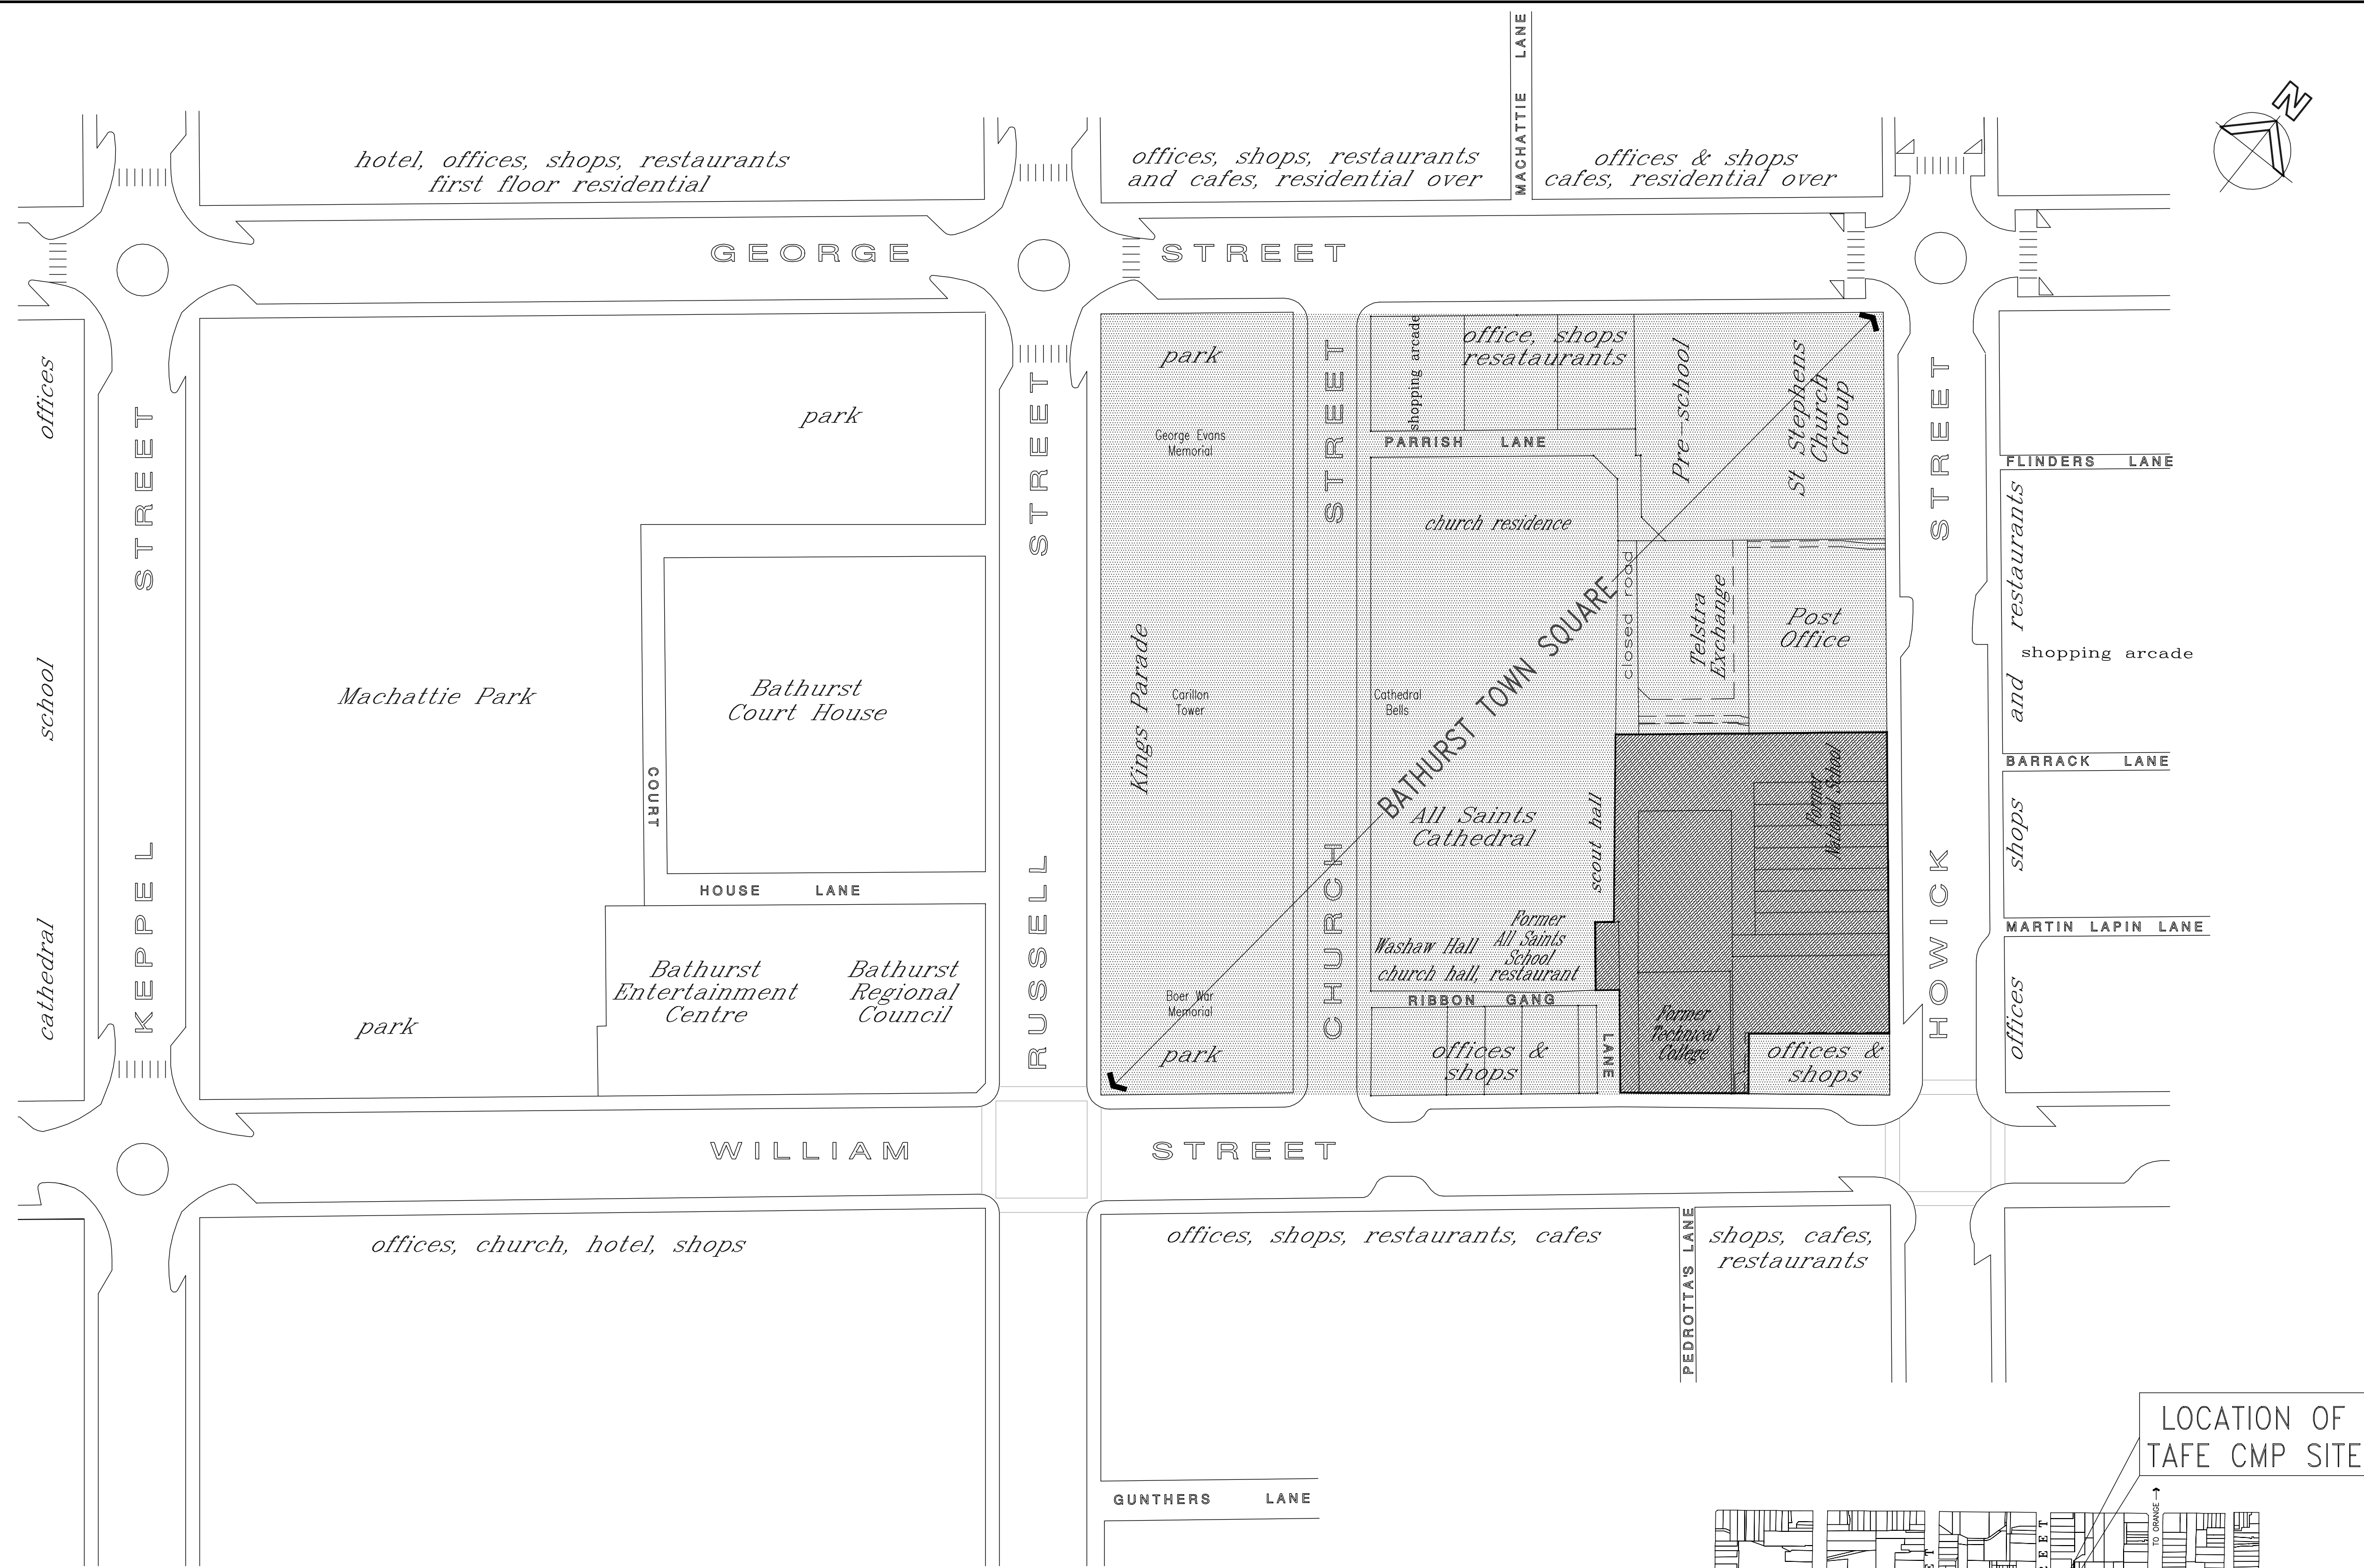 MACHATTIE LANE
N
hotel, offices, shops, restaurants
first floor residential
offices, shops, restaurants
and cafes, residential over
offices & shops
cafes, residential over
GEORGE STREET
offices
school
cathedral
KEPPEL STREET
park
Machattie Park
park
Bathurst
Court House
COURT
HOUSE LANE
Bathurst
Entertainment
Centre
Bathurst
Regional
Council
RUSSELL STREET
park
George Evans
Memorial
Kings Parade
Carillon
Tower
Boer War
Memorial
park
CHURCH STREET
shopping arcade
office, shops
resataurants
PARRISH LANE
Pre-school
St Stephens
Church
Group
church residence
closed road
Telstra
Exchange
Post
Office
BATHURST TOWN SQUARE
Cathedral
Bells
All Saints
Cathedral
scout hall
Former
National School
Former
All Saints
School
Washaw Hall
church hall, restaurant
RIBBON GANG
LANE
offices &
shops
Former
Technical
College
offices &
shops
HOWICK STREET
FLINDERS LANE
shops and restaurants
shopping arcade
BARRACK LANE
MARTIN LAPIN LANE
offices
WILLIAM STREET
offices, church, hotel, shops
offices, shops, restaurants, cafes
PEDROTTA'S LANE
shops, cafes,
restaurants
GUNTHERS LANE
LOCATION OF
TAFE CMP SITE
TO ORANGE